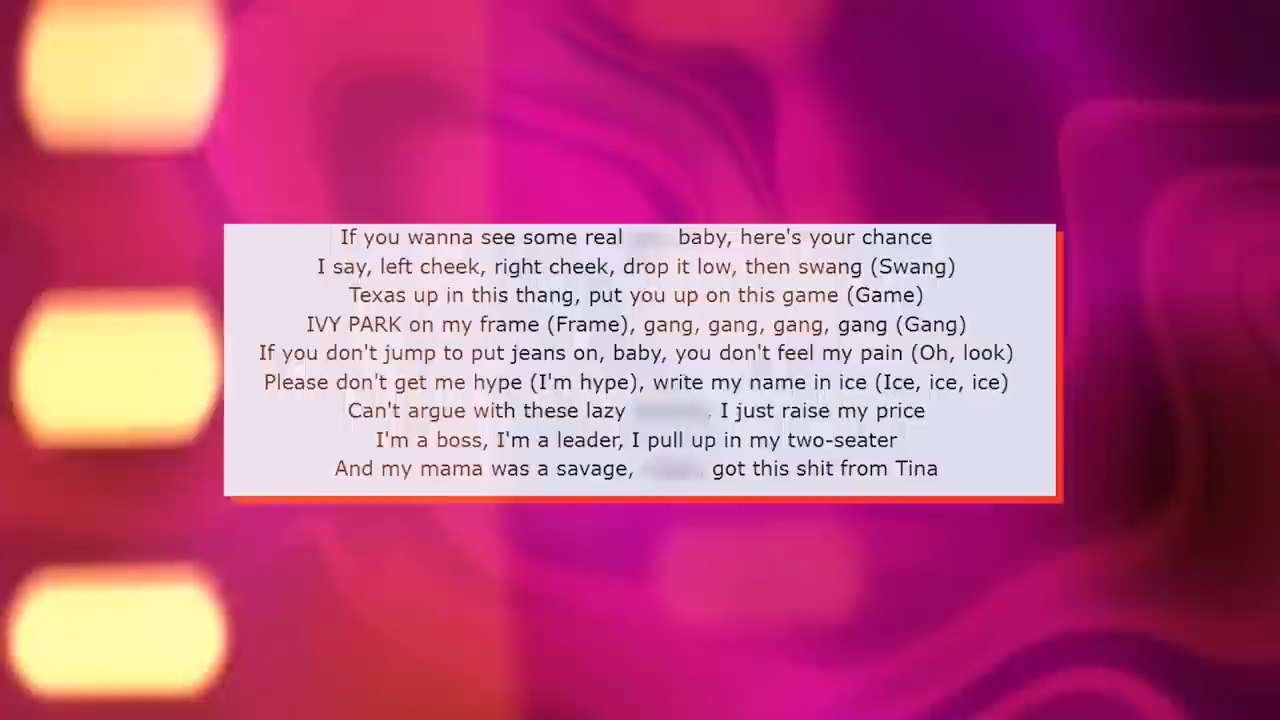 If you wanna see some real baby, here's your chance
I say, left cheek, right cheek, drop it low, then swang (Swang)
Texas up in this thang, put you up on this game (Game)
IVY PARK on my frame (Frame), gang, gang, gang, gang (Gang)
If you don't jump to put jeans on, baby, you don't feel my pain (Oh, look)
Please don't get me hype (I'm hype), write my name in ice (Ice, ice, ice)
Can't argue with these lazy , I just raise my price
I'm a boss, I'm a leader, I pull up in my two-seater
And my mama was a savage, got this shit from Tina